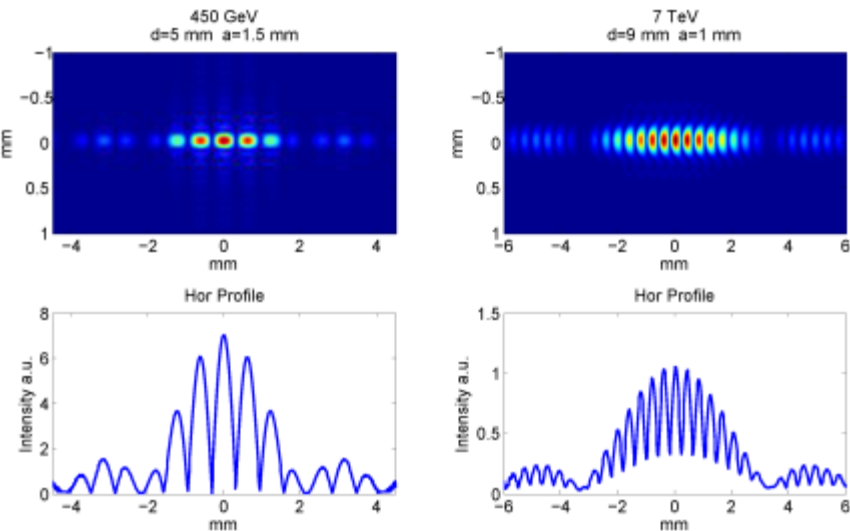 450 GeV
d=5 mm a=1.5 mm
−1
−0.5
0
0.5
1
mm
−4 −2 0 2 4
mm
7 TeV
d=9 mm a=1 mm
−1
−0.5
0
0.5
1
mm
−6 −4 −2 0 2 4 6
mm
Hor Profile
8
6
4
2
0
Intensity a.u.
−4 −2 0 2 4
mm
Hor Profile
1.5
1
0.5
0
Intensity a.u.
−6 −4 −2 0 2 4 6
mm